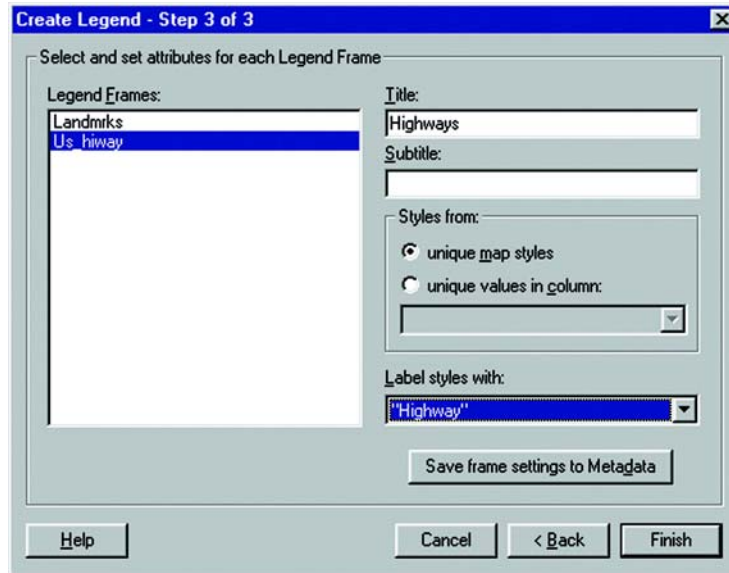 Create Legend - Step 3 of 3
Select and set attributes for each Legend Frame
Legend Frames:
Landmrks
Us_hiway
Title:
Highways
Subtitle:
Styles from:
unique map styles
unique values in column:
Label styles with:
"Highway"
Save frame settings to Metadata
Help
Cancel
< Back
Finish